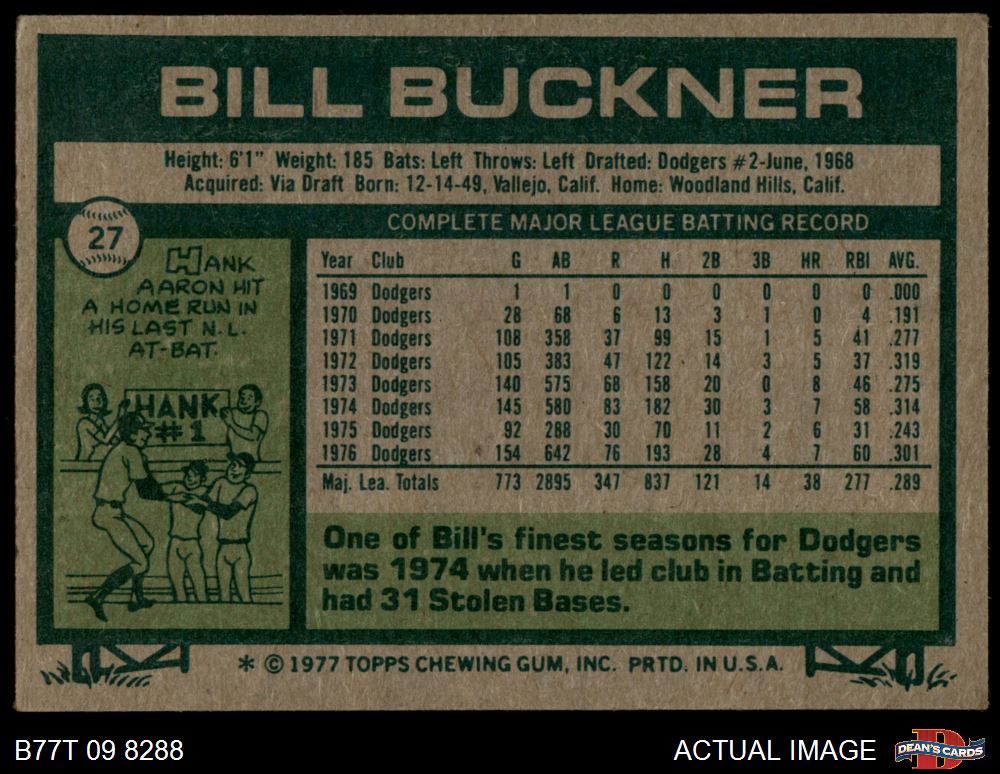 BILL BUCKNER
Height: 6'1" Weight: 185 Bats: Left Throws: Left Drafted: Dodgers #2-June, 1968
Acquired: Via Draft Born: 12-14-49, Vallejo, Calif. Home: Woodland Hills, Calif.
27
HANK
AARON HIT
A HOME RUN IN
HIS LAST N.L.
AT-BAT.
HANK
#1
COMPLETE MAJOR LEAGUE BATTING RECORD
Year Club G AB R H 2B 3B HR RBI AVG.
1969 Dodgers 1 1 0 0 0 0 0 0 .000
1970 Dodgers 28 68 6 13 3 1 0 4 .191
1971 Dodgers 108 358 37 99 15 1 5 41 .277
1972 Dodgers 105 383 47 122 14 3 5 37 .319
1973 Dodgers 140 575 68 158 20 0 8 46 .275
1974 Dodgers 145 580 83 182 30 3 7 58 .314
1975 Dodgers 92 288 30 70 11 2 6 31 .243
1976 Dodgers 154 642 76 193 28 4 7 60 .301
Maj. Lea. Totals 773 2895 347 837 121 14 38 277 .289
One of Bill's finest seasons for Dodgers
was 1974 when he led club in Batting and
had 31 Stolen Bases.
* © 1977 TOPPS CHEWING GUM, INC. PRTD. IN U.S.A.
B77T 09 8288
ACTUAL IMAGE
D
DEAN'S CARDS